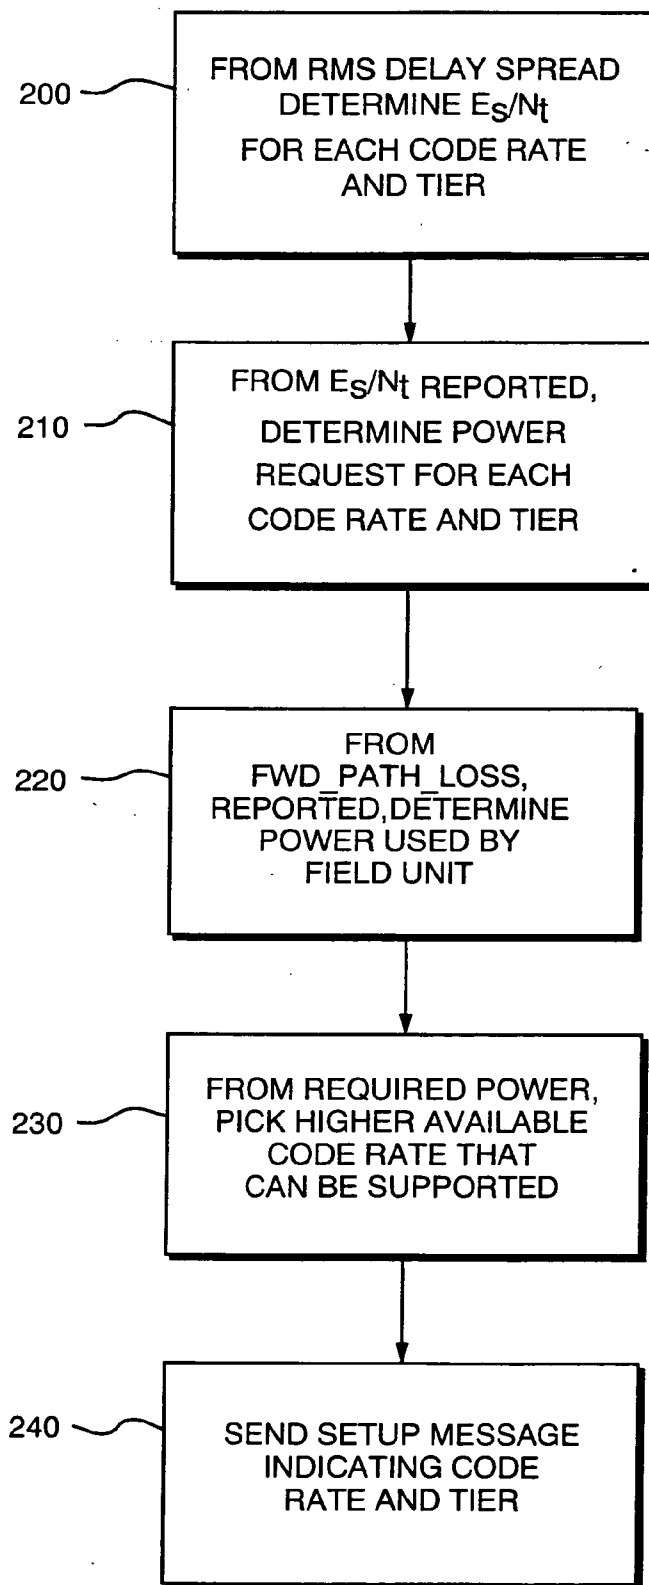 200
FROM RMS DELAY SPREAD
DETERMINE Es/Nt
FOR EACH CODE RATE
AND TIER
210
FROM Es/Nt REPORTED,
DETERMINE POWER
REQUEST FOR EACH
CODE RATE AND TIER
220
FROM
FWD_PATH_LOSS,
REPORTED,DETERMINE
POWER USED BY
FIELD UNIT
230
FROM REQUIRED POWER,
PICK HIGHER AVAILABLE
CODE RATE THAT
CAN BE SUPPORTED
240
SEND SETUP MESSAGE
INDICATING CODE
RATE AND TIER